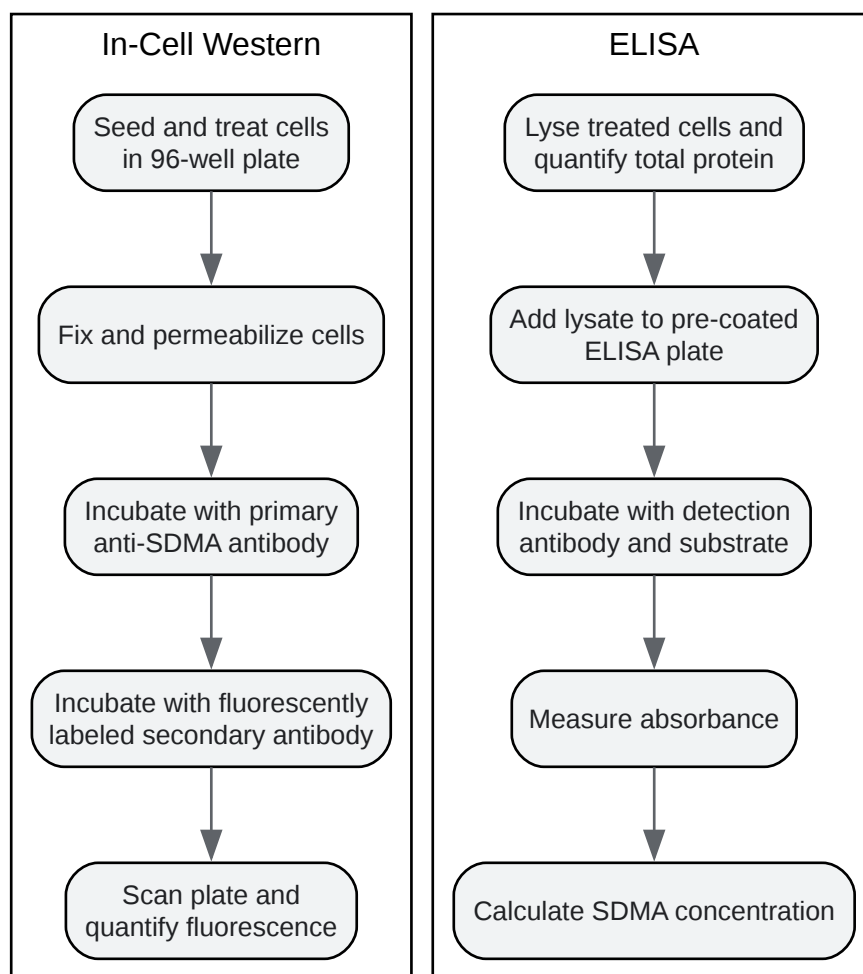 In-Cell Western
Seed and treat cells
in 96-well plate
Fix and permeabilize cells
Incubate with primary
anti-SDMA antibody
Incubate with fluorescently
labeled secondary antibody
Scan plate and
quantify fluorescence
ELISA
Lyse treated cells and
quantify total protein
Add lysate to pre-coated
ELISA plate
Incubate with detection
antibody and substrate
Measure absorbance
Calculate SDMA concentration